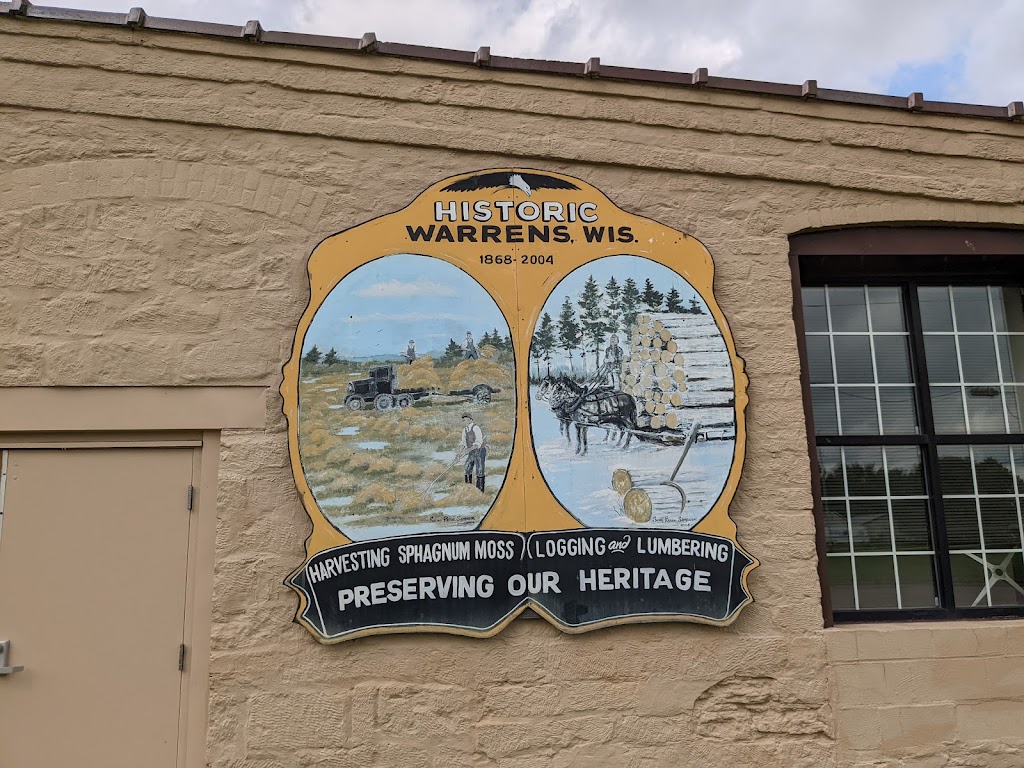 HISTORIC
WARRENS, WIS.
1868-2004
HARVESTING SPHAGNUM MOSS
LOGGING and LUMBERING
PRESERVING OUR HERITAGE